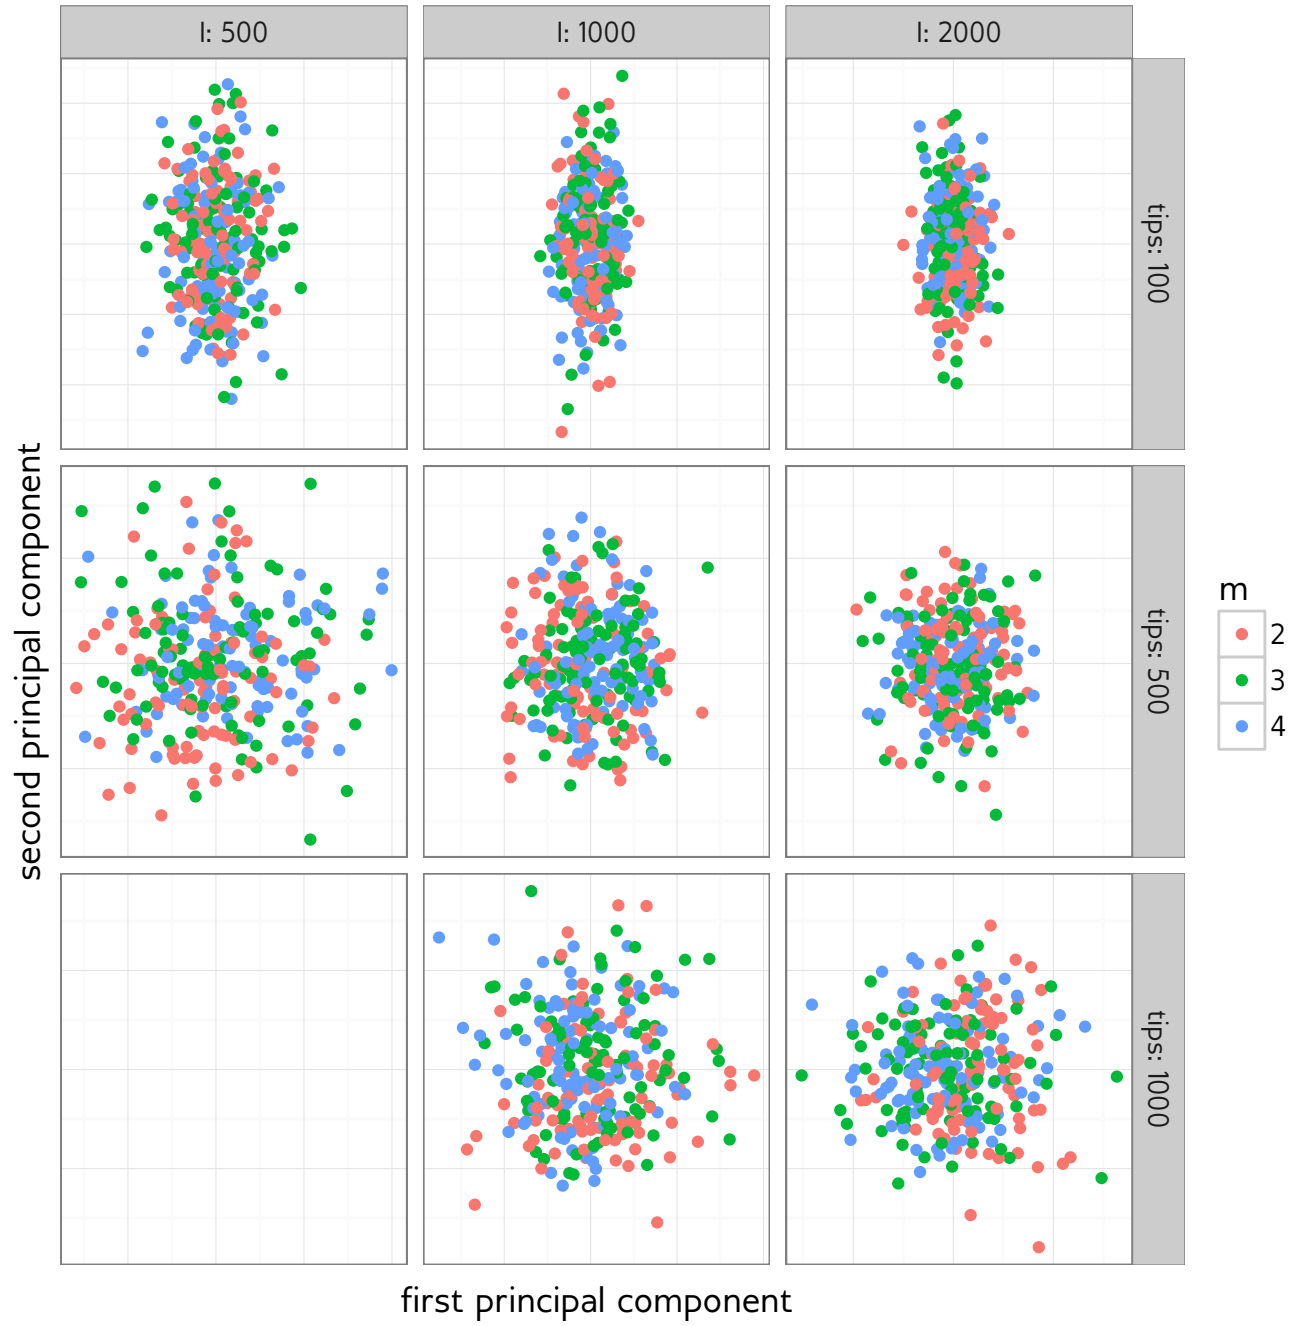 I: 500
I: 1000
I: 2000
tips: 100
tips: 500
tips: 1000
second principal component
first principal component
m
2
3
4